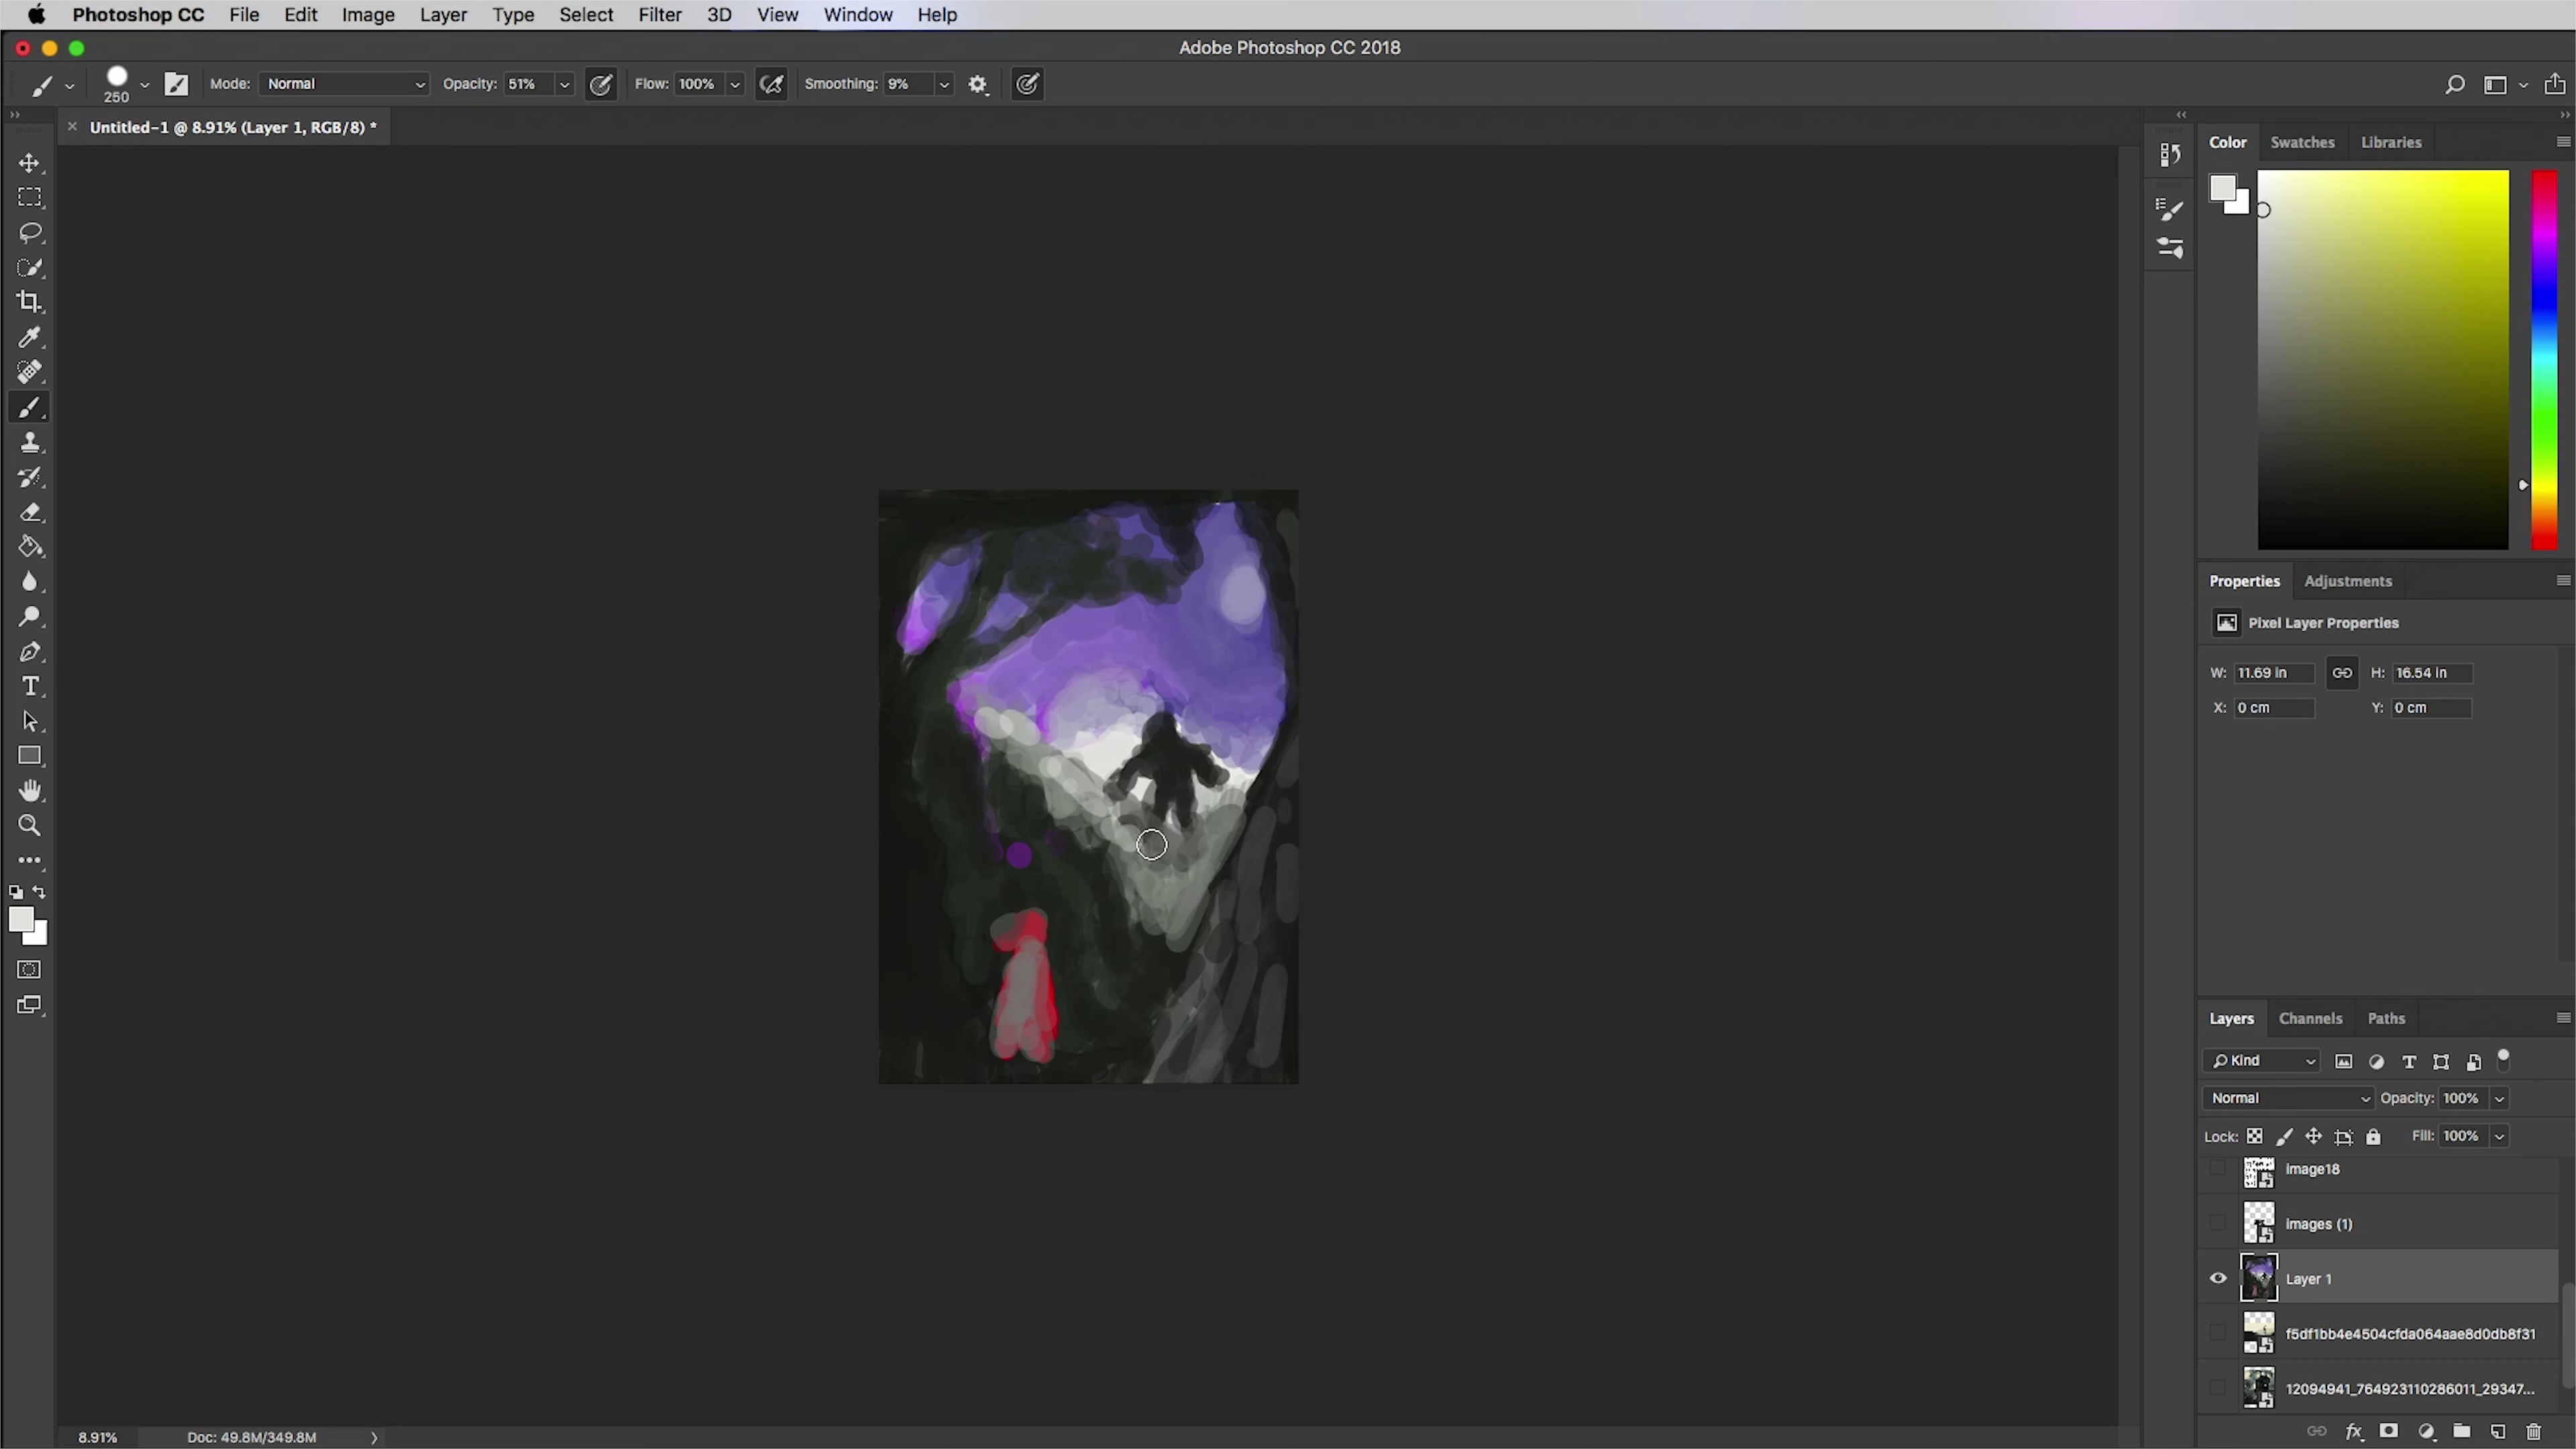 Photoshop CC File Edit Image Layer Type Select Filter 3D View Window Help
Adobe Photoshop CC 2018
250 Mode: Normal Opacity: 51% Flow: 100% Smoothing: 9%
Untitled-1 @ 8.91% (Layer 1, RGB/8) *
Color Swatches Libraries
Properties Adjustments
Pixel Layer Properties
W: 11.69 in H: 16.54 in
X: 0 cm Y: 0 cm
Layers Channels Paths
Kind
Normal Opacity: 100%
Lock: Fill: 100%
image18
images (1)
Layer 1
f5df1bb4e4504cfda064aae8d0db8f31
12094941_764923110286011_29347...
8.91% Doc: 49.8M/349.8M